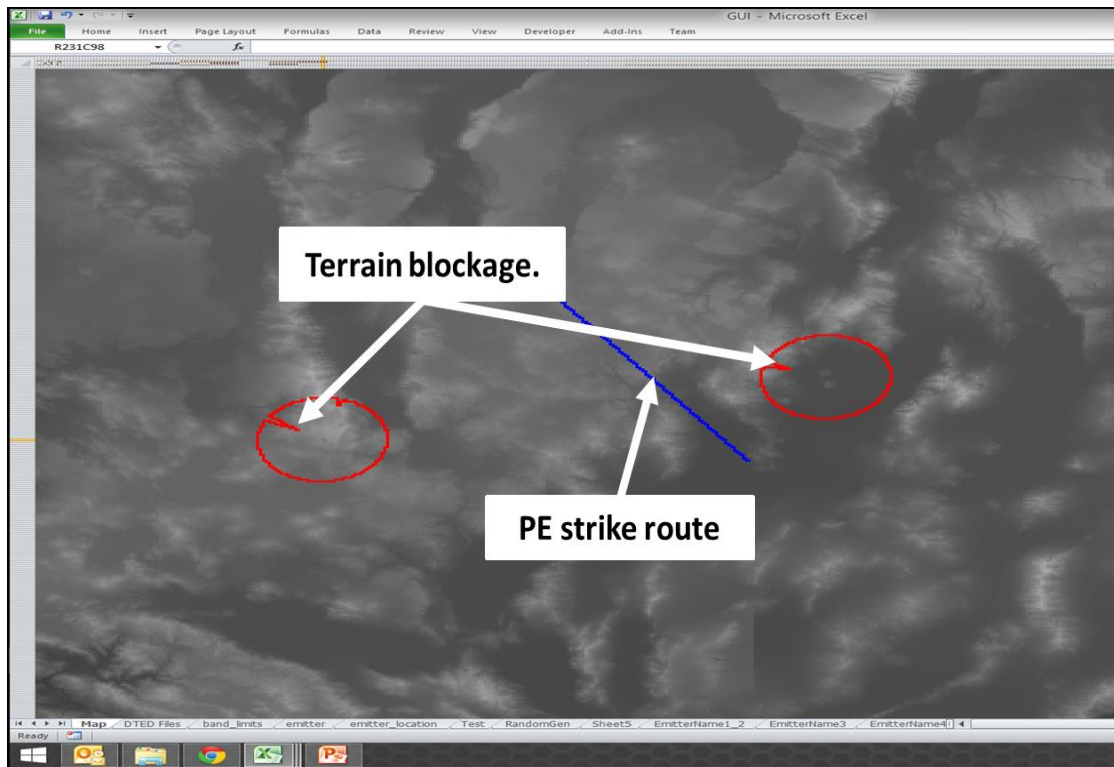 GUI - Microsoft Excel
File Home Insert Page Layout Formulas Data Review View Developer Add-Ins Team
R231C98 fx
Terrain blockage.
PE strike route
Map DTED Files band_limits emitter emitter_location Test RandomGen Sheet5 EmitterName1_2 EmitterName3 EmitterName4
Ready